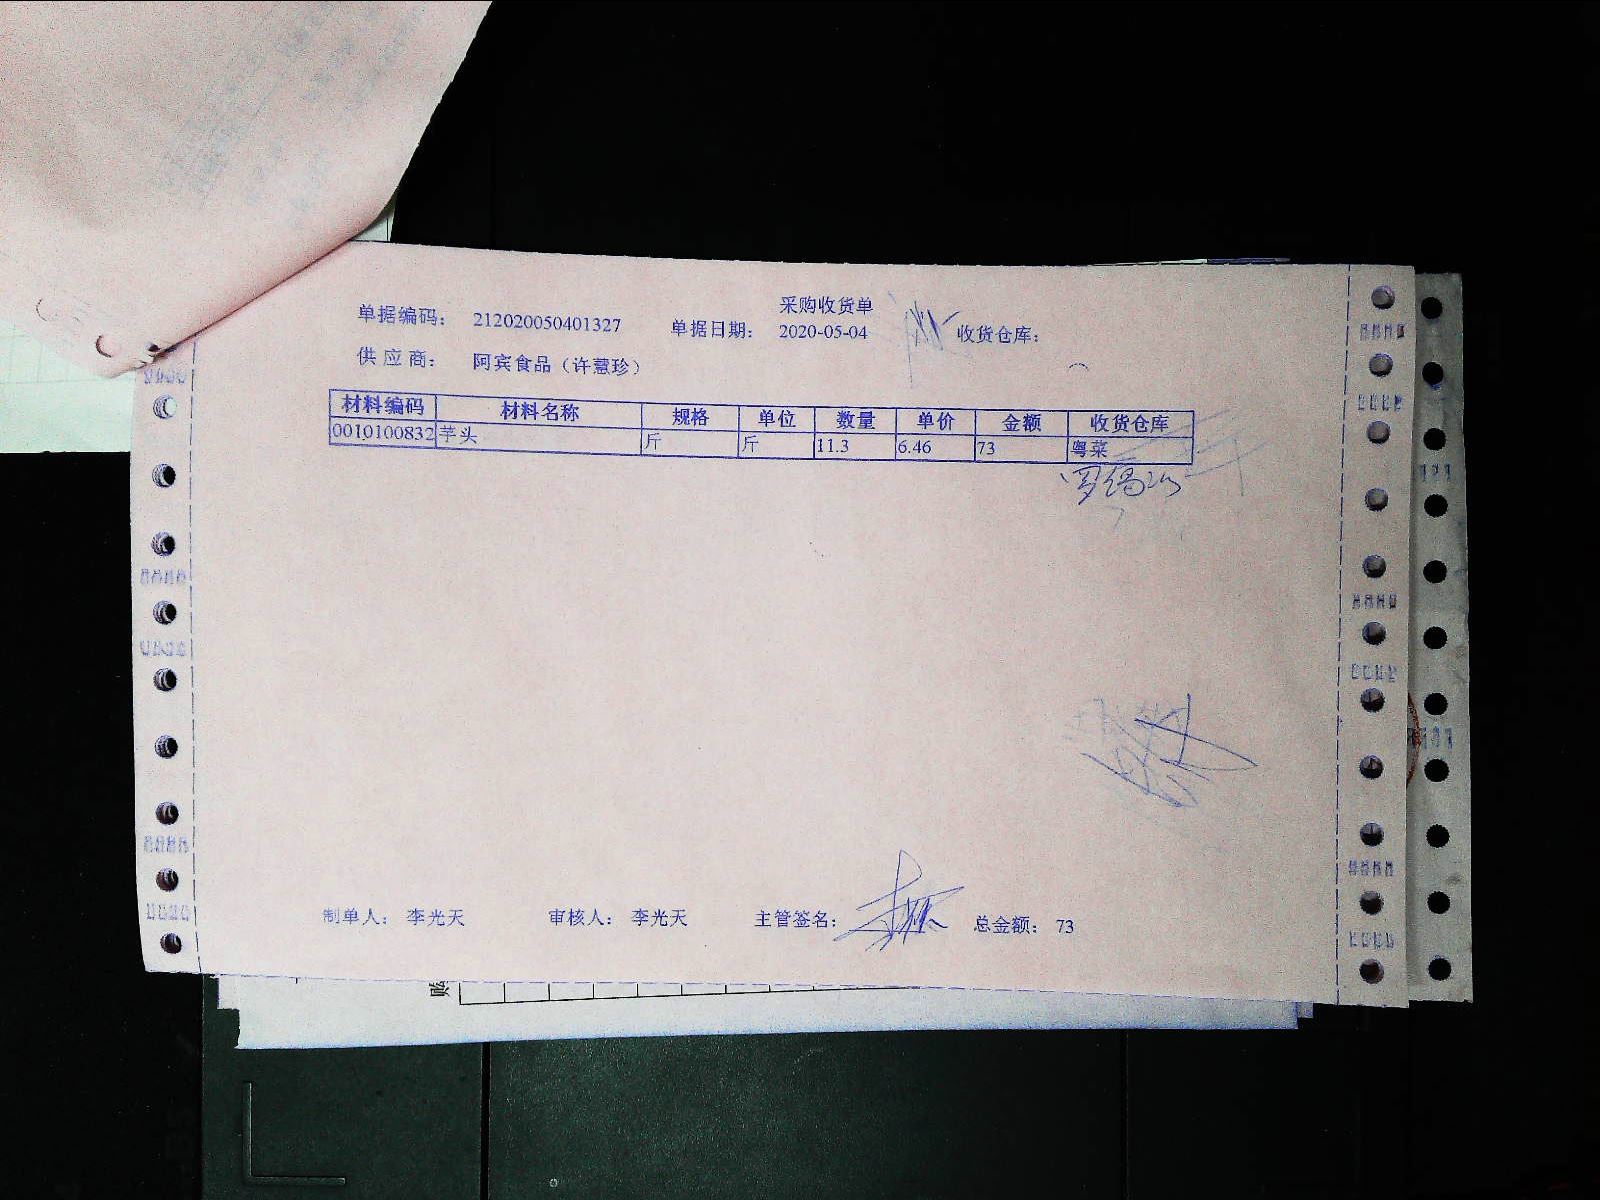 采购收货单
单据编码： 212020050401327 单据日期： 2020-05-04 收货仓库：
供 应 商： 阿宾食品（许慧珍）
材料编码 材料名称 规格 单位 数量 单价 金额 收货仓库
0010100832 芋头 斤 斤 11.3 6.46 73 粤菜
制单人： 李光天 审核人： 李光天 主管签名： 总金额： 73
购